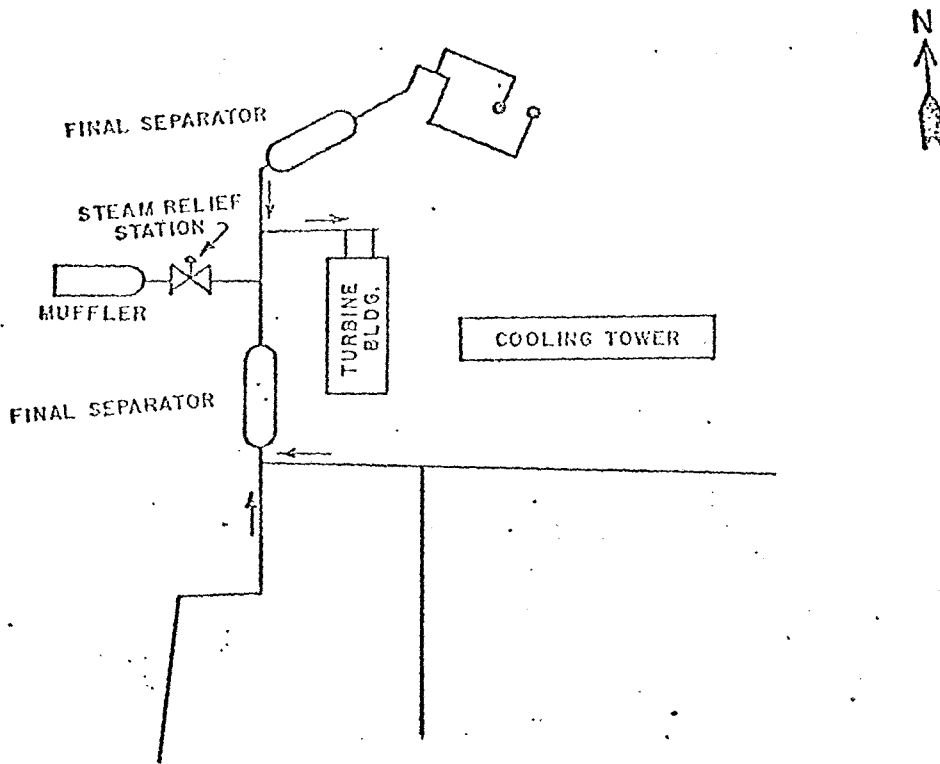 N
FINAL SEPARATOR
STEAM RELIEF
STATION
MUFFLER
TURBINE
BLDG.
COOLING TOWER
FINAL SEPARATOR